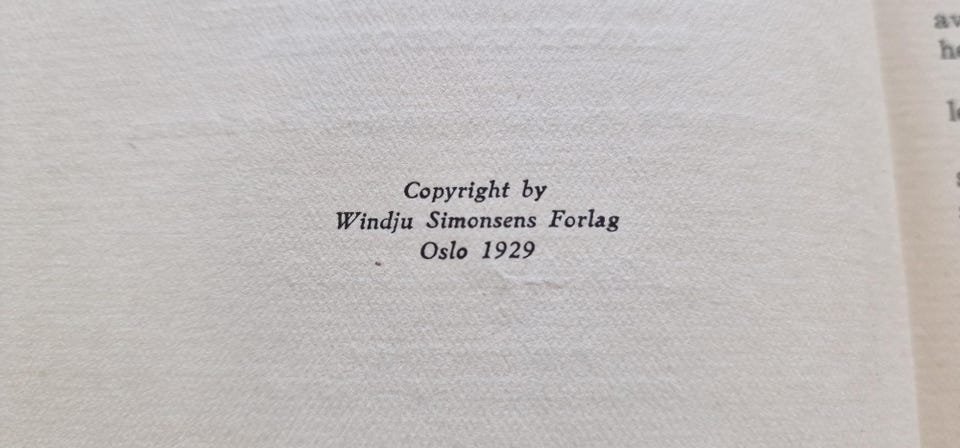 Copyright by
Windju Simonsens Forlag
Oslo 1929